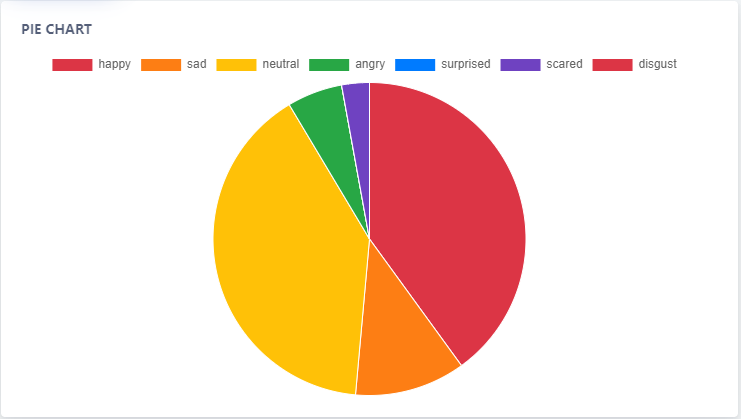 PIE CHART
happy sad neutral angry surprised scared disgust